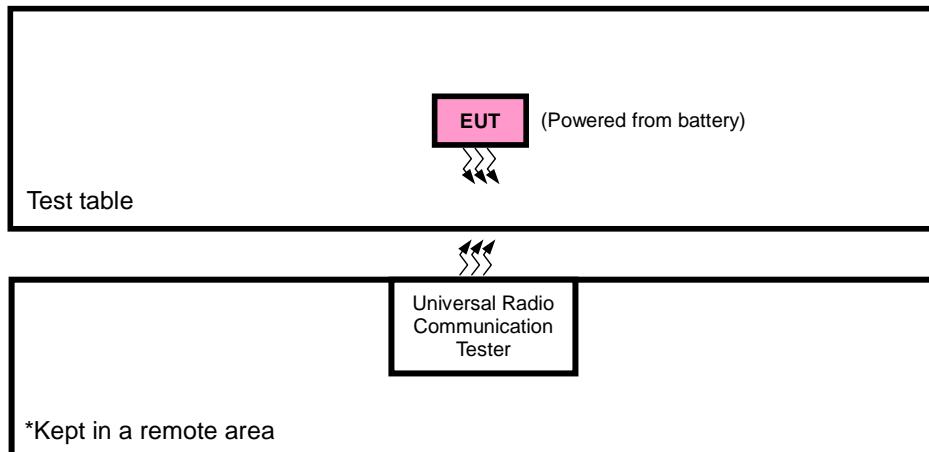 EUT
(Powered from battery)
Test table
Universal Radio
Communication
Tester
*Kept in a remote area